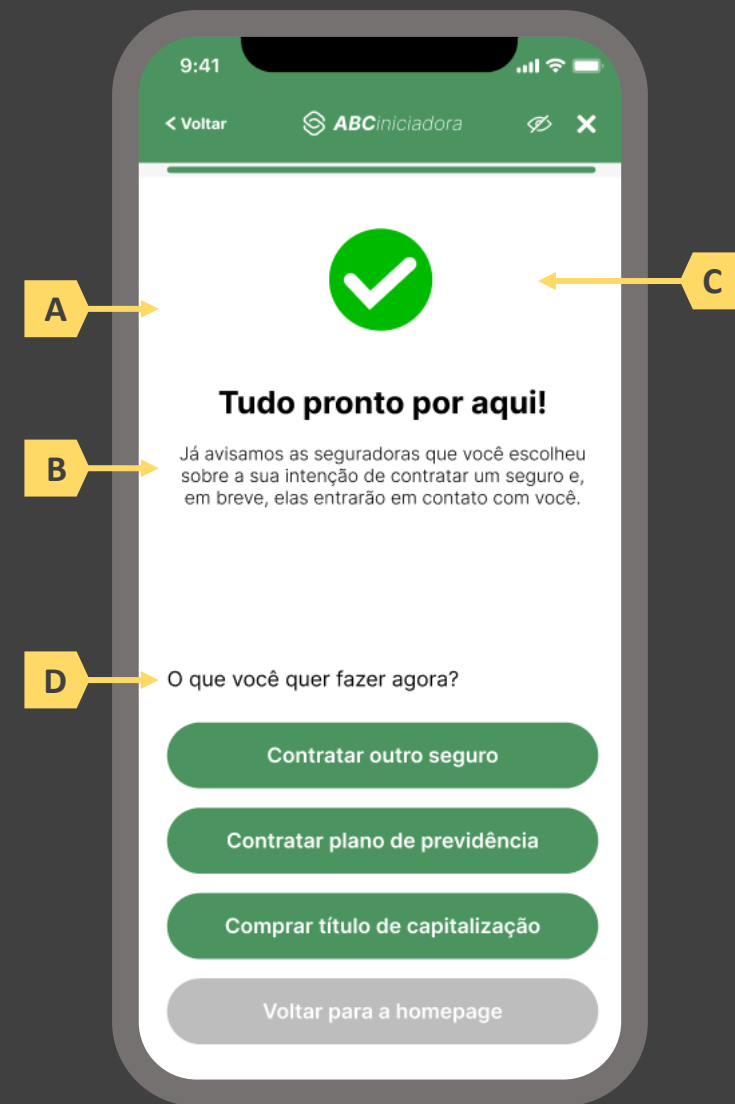 9:41
< Voltar
ABCiniciadora
C
A
Tudo pronto por aqui!
B
Já avisamos as seguradoras que você escolheu
sobre a sua intenção de contratar um seguro e,
em breve, elas entrarão em contato com você.
D
O que você quer fazer agora?
Contratar outro seguro
Contratar plano de previdência
Comprar título de capitalização
Voltar para a homepage